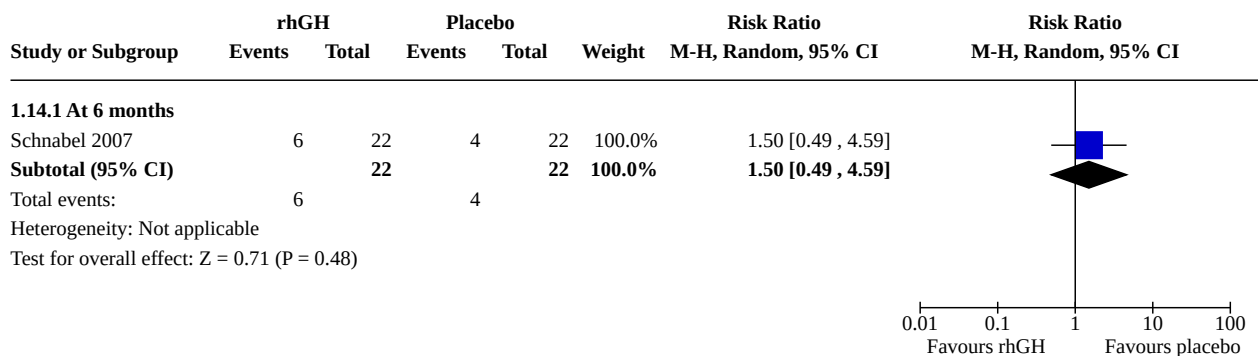 rhGH Placebo Risk Ratio Risk Ratio
Study or Subgroup Events Total Events Total Weight M-H, Random, 95% CI M-H, Random, 95% CI
1.14.1 At 6 months
Schnabel 2007 6 22 4 22 100.0% 1.50 [0.49 , 4.59]
Subtotal (95% CI) 22 22 100.0% 1.50 [0.49 , 4.59]
Total events: 6 4
Heterogeneity: Not applicable
Test for overall effect: Z = 0.71 (P = 0.48)
0.01 0.1 1 10 100
Favours rhGH Favours placebo